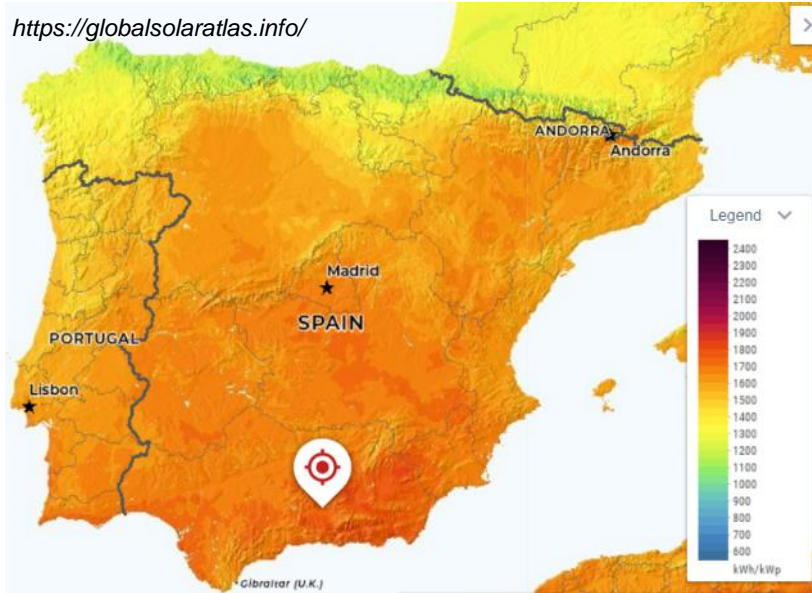 https://globalsolaratlas.info/
ANDORRA
Andorra
Legend
2400
2300
2200
2100
2000
1900
1800
1700
1600
1500
1400
1300
1200
1100
1000
900
800
700
600
kWh/kWp
Madrid
SPAIN
PORTUGAL
Lisbon
Gibraltar (U.K.)